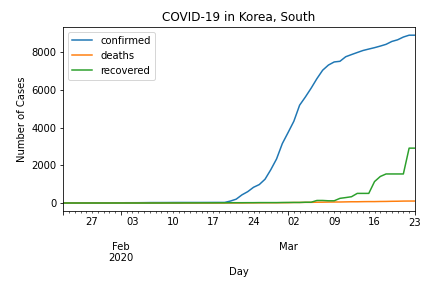 COVID-19 in Korea, South
confirmed
deaths
recovered
Number of Cases
8000
6000
4000
2000
0
27 03 10 17 24 02 09 16 23
Feb Mar
2020
Day